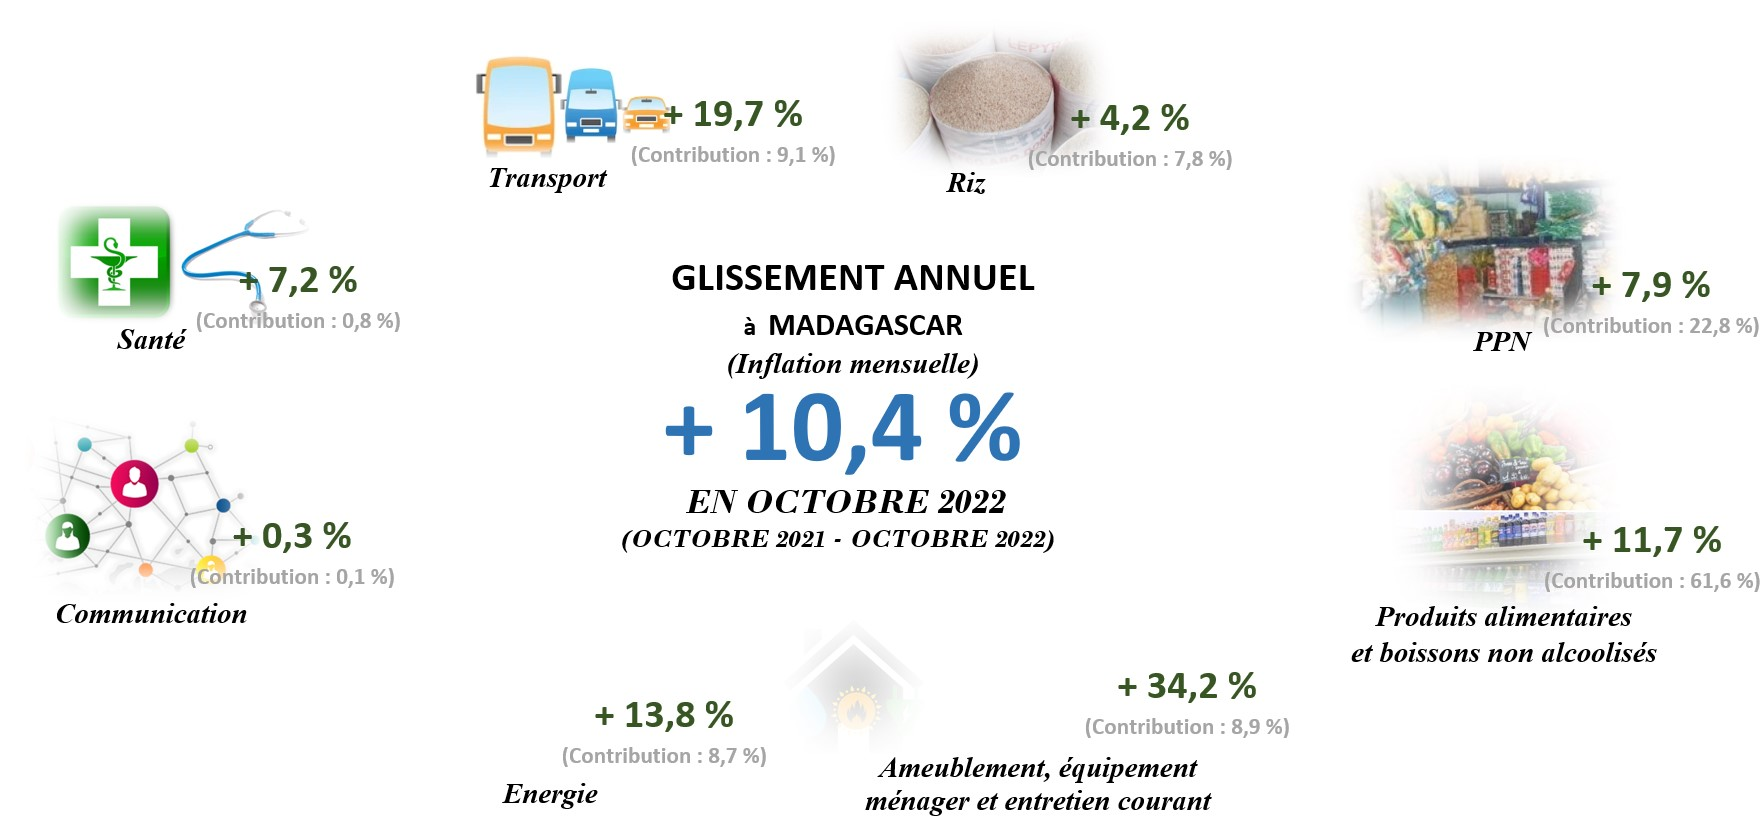 + 19,7 %
(Contribution : 9,1 %)
Transport
+ 4,2 %
(Contribution : 7,8 %)
Riz
+ 7,2 %
(Contribution : 0,8 %)
Santé
GLISSEMENT ANNUEL
à MADAGASCAR
(Inflation mensuelle)
+ 10,4 %
EN OCTOBRE 2022
(OCTOBRE 2021 - OCTOBRE 2022)
+ 7,9 %
(Contribution : 22,8 %)
PPN
+ 0,3 %
(Contribution : 0,1 %)
Communication
+ 11,7 %
(Contribution : 61,6 %)
Produits alimentaires
et boissons non alcoolisés
+ 13,8 %
(Contribution : 8,7 %)
Energie
+ 34,2 %
(Contribution : 8,9 %)
Ameublement, équipement
ménager et entretien courant